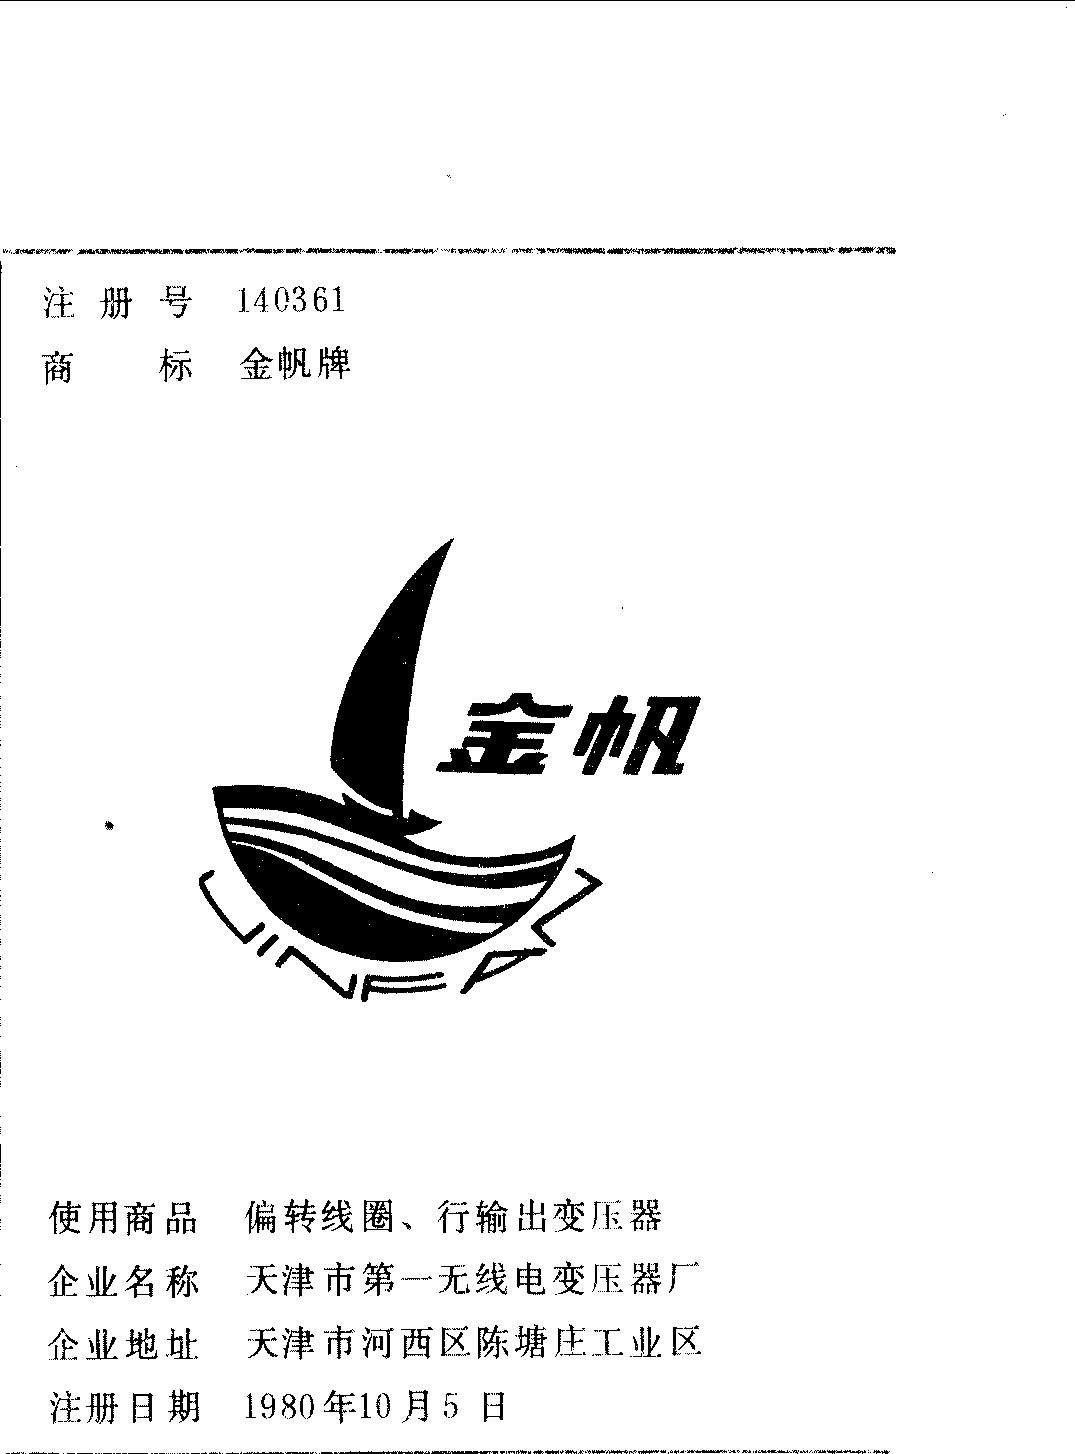 注册号 140361
商标 金帆牌
金帆
JINFAN
使用商品 偏转线圈、行输出变压器
企业名称 天津市第一无线电变压器厂
企业地址 天津市河西区陈塘庄工业区
注册日期 1980年10月5日